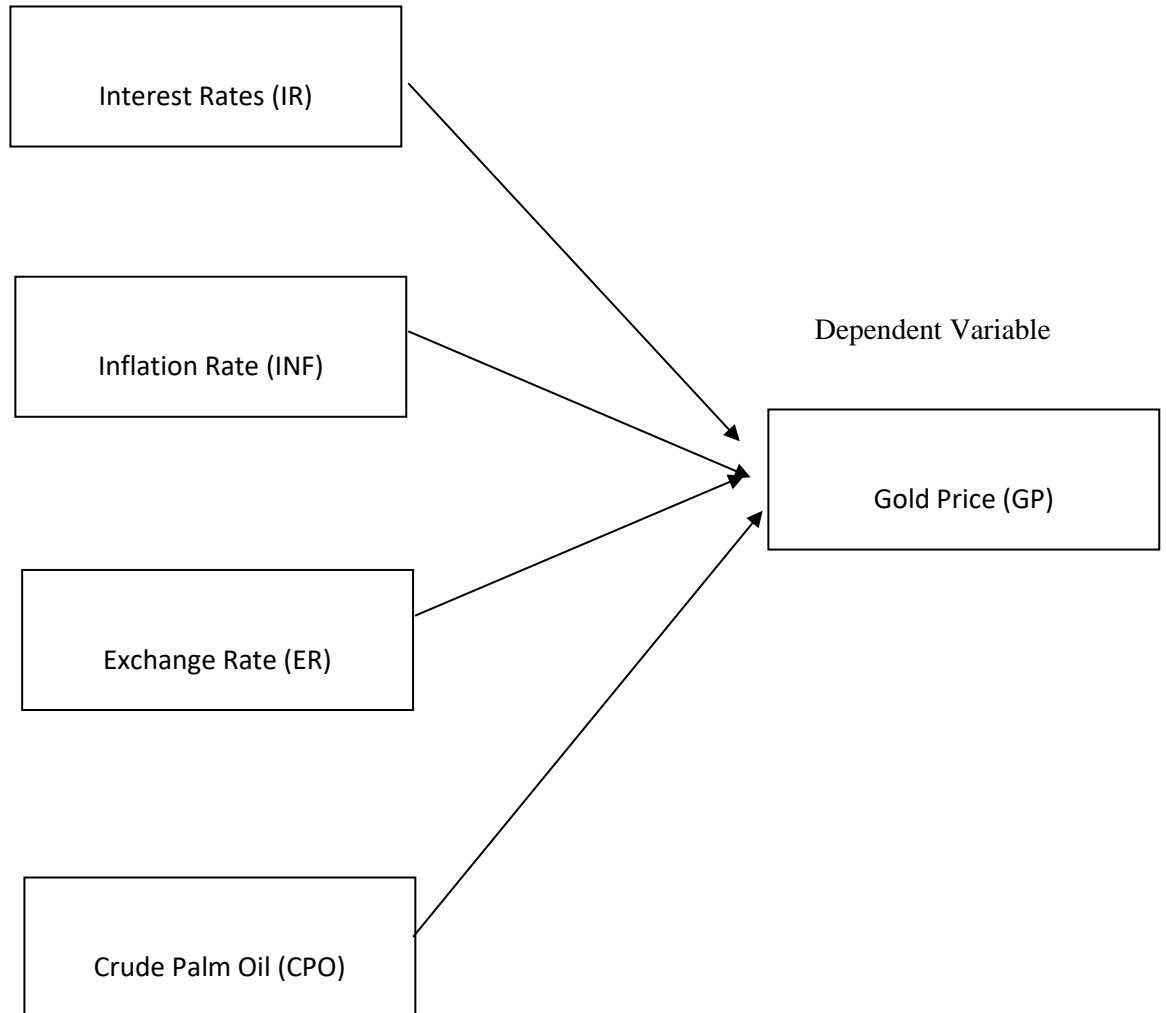 Interest Rates (IR)
Inflation Rate (INF)
Dependent Variable
Gold Price (GP)
Exchange Rate (ER)
Crude Palm Oil (CPO)